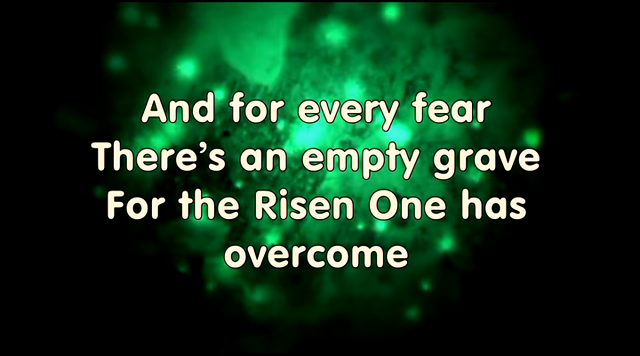 And for every fear
There's an empty grave
For the Risen One has
overcome